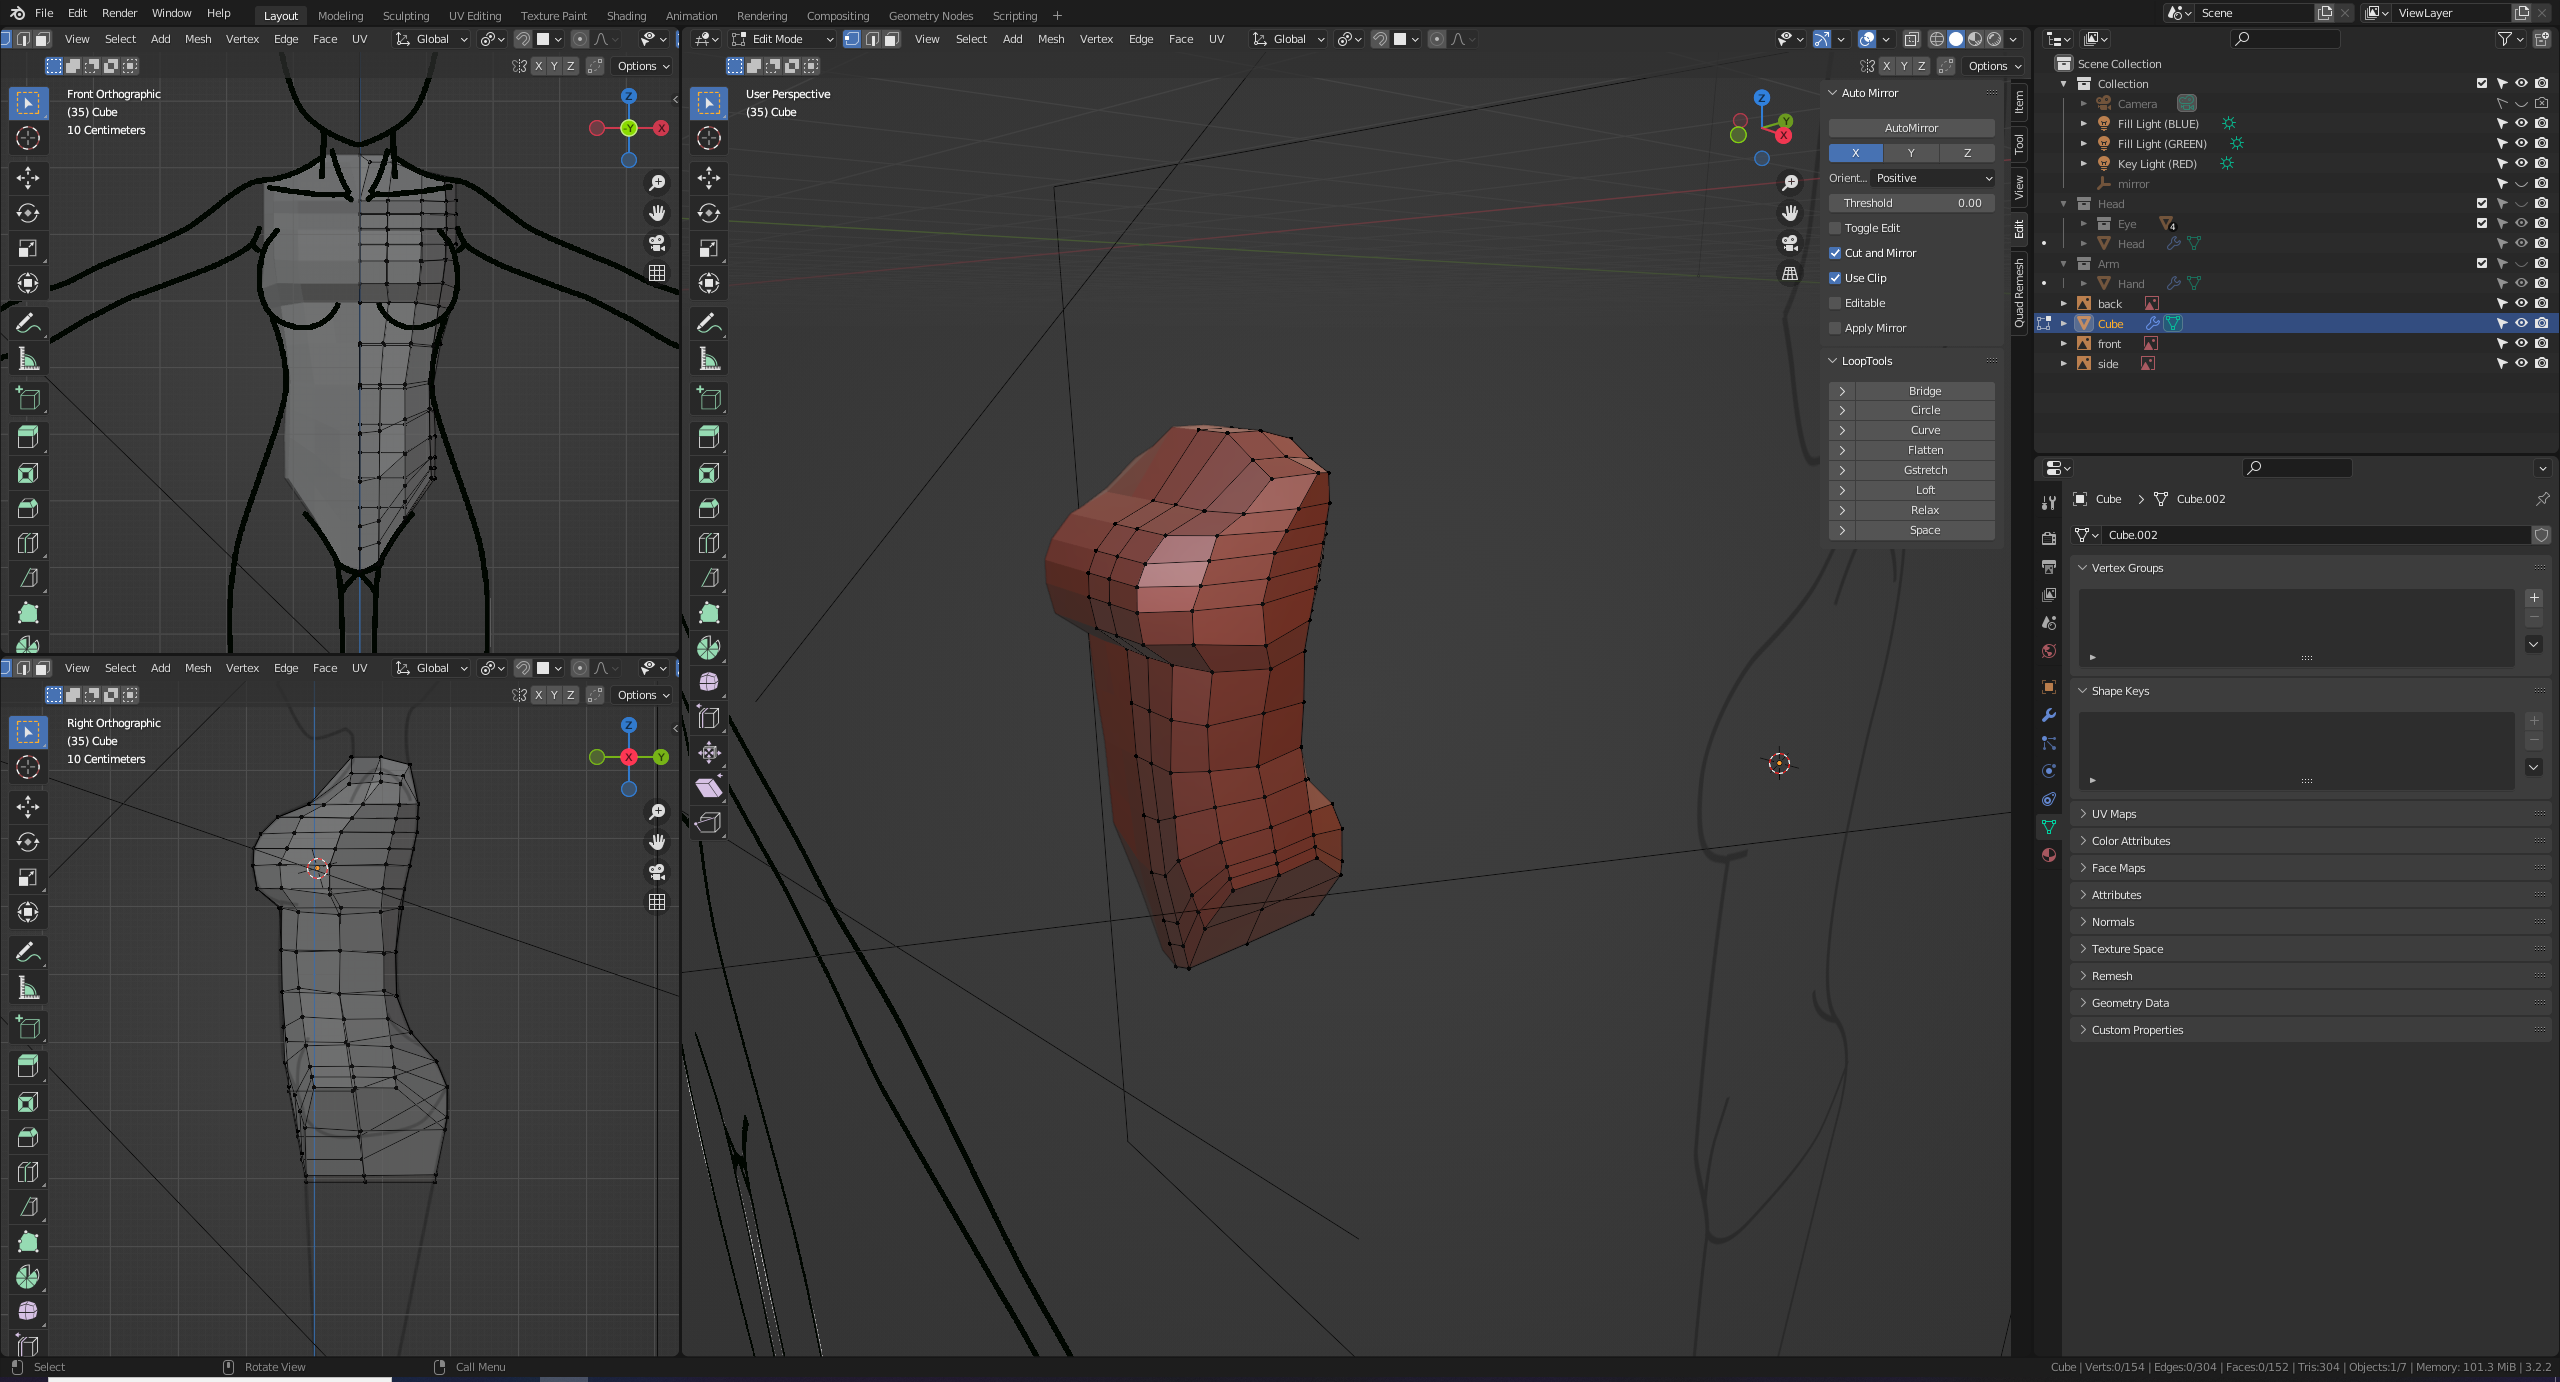 File Edit Render Window Help Layout Modeling Sculpting UV Editing Texture Paint Shading Animation Rendering Compositing Geometry Nodes Scripting + Scene ViewLayer
View Select Add Mesh Vertex Edge Face UV Global
X Y Z Options
Front Orthographic
(35) Cube
10 Centimeters
Z
-Y X
View Select Add Mesh Vertex Edge Face UV Global
X Y Z Options
Right Orthographic
(35) Cube
10 Centimeters
Z
X Y
Edit Mode View Select Add Mesh Vertex Edge Face UV Global
X Y Z Options
User Perspective
(35) Cube
Z
Y
X
Auto Mirror
AutoMirror
X Y Z
Orient... Positive
Threshold 0.00
Toggle Edit
Cut and Mirror
Use Clip
Editable
Apply Mirror
LoopTools
Bridge
Circle
Curve
Flatten
Gstretch
Loft
Relax
Space
Item
Tool
View
Edit
Quad Remesh
Scene Collection
Collection
Camera
Fill Light (BLUE)
Fill Light (GREEN)
Key Light (RED)
mirror
Head
Eye 4
Head
Arm
Hand
back
Cube
front
side
Cube Cube.002
Cube.002
Vertex Groups
Shape Keys
UV Maps
Color Attributes
Face Maps
Attributes
Normals
Texture Space
Remesh
Geometry Data
Custom Properties
Select Rotate View Call Menu
Cube | Verts:0/154 | Edges:0/304 | Faces:0/152 | Tris:304 | Objects:1/7 | Memory: 101.3 MiB | 3.2.2